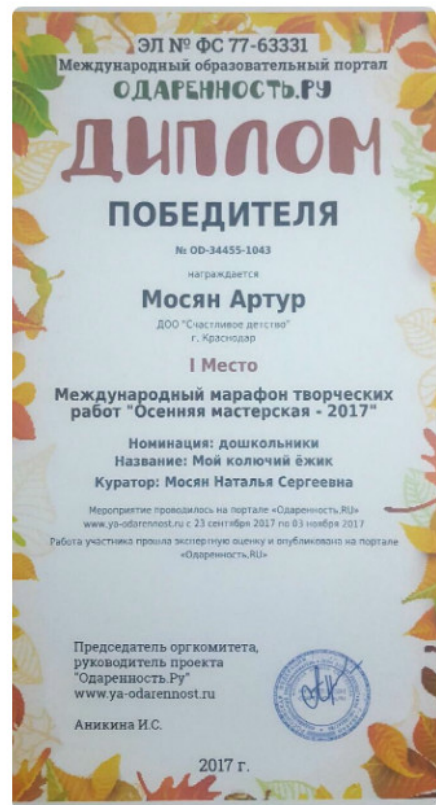 ЭЛ № ФС 77-63331
Международный образовательный портал
ОДАРЕННОСТЬ.РУ
ДИПЛОМ
ПОБЕДИТЕЛЯ
№ OD-34455-1043
награждается
Мосян Артур
ДОО "Счастливое детство"
г. Краснодар
I Место
Международный марафон творческих
работ "Осенняя мастерская - 2017"
Номинация: дошкольники
Название: Мой колючий ёжик
Куратор: Мосян Наталья Сергеевна
Мероприятие проводилось на портале «Одаренность.RU»
www.ya-odarennost.ru с 23 сентября 2017 по 03 ноября 2017
Работа участника прошла экспертную оценку и опубликована на портале
«Одаренность.RU»
Председатель оргкомитета,
руководитель проекта
"Одаренность.Ру"
www.ya-odarennost.ru
Аникина И.С.
2017 г.